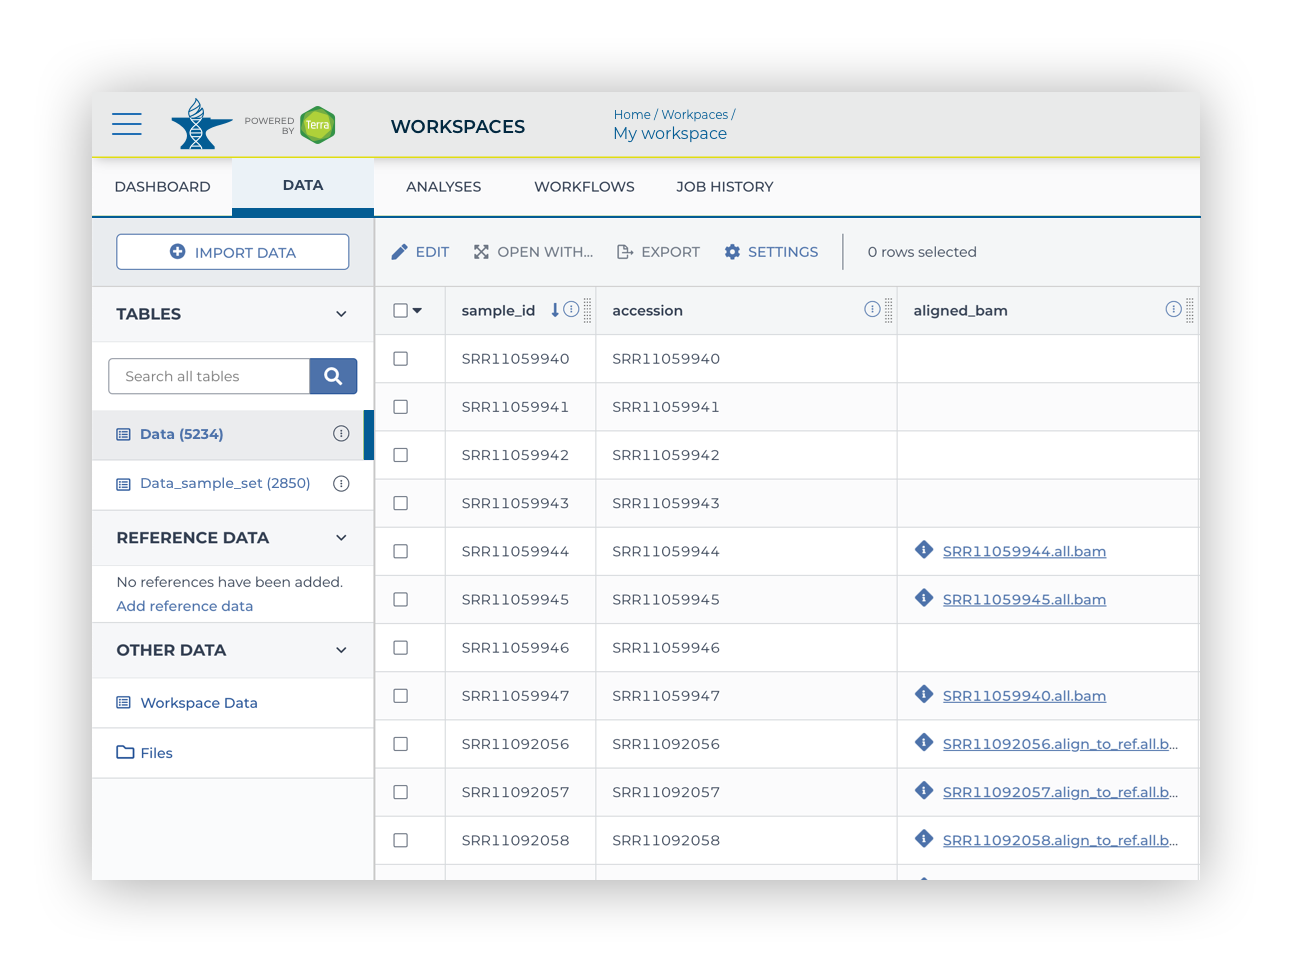 POWERED
BY
Terra
WORKSPACES
Home / Workpaces /
My workspace
DASHBOARD
DATA
ANALYSES
WORKFLOWS
JOB HISTORY
IMPORT DATA
EDIT
OPEN WITH...
EXPORT
SETTINGS
0 rows selected
TABLES
Search all tables
Data (5234)
Data_sample_set (2850)
REFERENCE DATA
No references have been added.
Add reference data
OTHER DATA
Workspace Data
Files
sample_id accession aligned_bam
SRR11059940 SRR11059940
SRR11059941 SRR11059941
SRR11059942 SRR11059942
SRR11059943 SRR11059943
SRR11059944 SRR11059944 SRR11059944.all.bam
SRR11059945 SRR11059945 SRR11059945.all.bam
SRR11059946 SRR11059946
SRR11059947 SRR11059947 SRR11059940.all.bam
SRR11092056 SRR11092056 SRR11092056.align_to_ref.all.b...
SRR11092057 SRR11092057 SRR11092057.align_to_ref.all.b...
SRR11092058 SRR11092058 SRR11092058.align_to_ref.all.b...